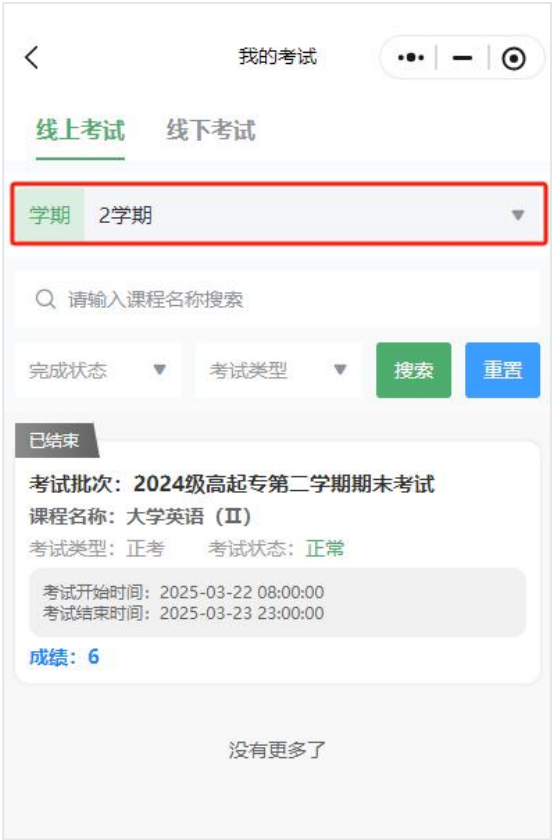 我的考试
线上考试 线下考试
学期 2学期
请输入课程名称搜索
完成状态 考试类型 搜索 重置
已结束
考试批次：2024级高起专第二学期期末考试
课程名称：大学英语（Ⅱ）
考试类型：正考 考试状态：正常
考试开始时间：2025-03-22 08:00:00
考试结束时间：2025-03-23 23:00:00
成绩：6
没有更多了